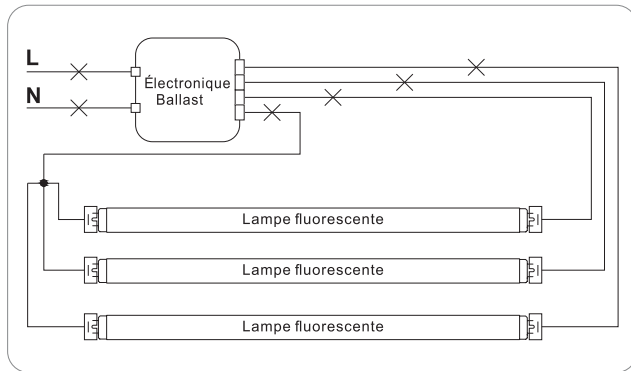 L
N
Électronique
Ballast
Lampe fluorescente
Lampe fluorescente
Lampe fluorescente